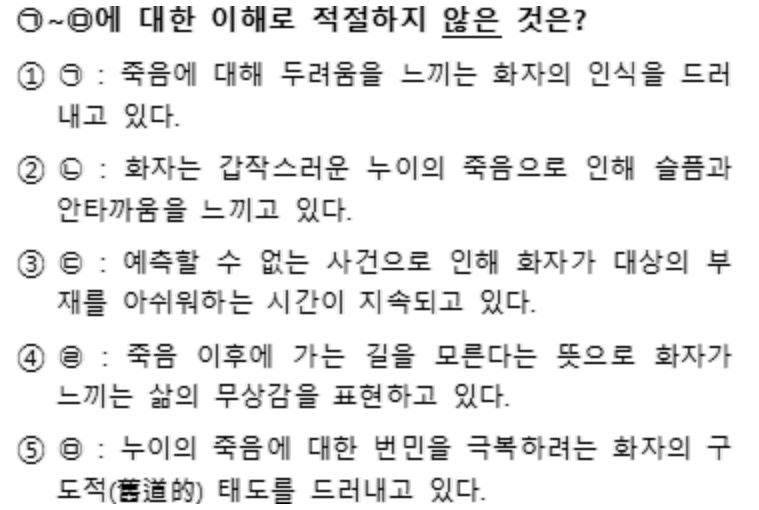 ㉠~㉤에 대한 이해로 적절하지 않은 것은?
① ㉠ : 죽음에 대해 두려움을 느끼는 화자의 인식을 드러
내고 있다.
② ㉡ : 화자는 갑작스러운 누이의 죽음으로 인해 슬픔과
안타까움을 느끼고 있다.
③ ㉢ : 예측할 수 없는 사건으로 인해 화자가 대상의 부
재를 아쉬워하는 시간이 지속되고 있다.
④ ㉣ : 죽음 이후에 가는 길을 모른다는 뜻으로 화자가
느끼는 삶의 무상감을 표현하고 있다.
⑤ ㉤ : 누이의 죽음에 대한 번민을 극복하려는 화자의 구
도적(舊道的) 태도를 드러내고 있다.